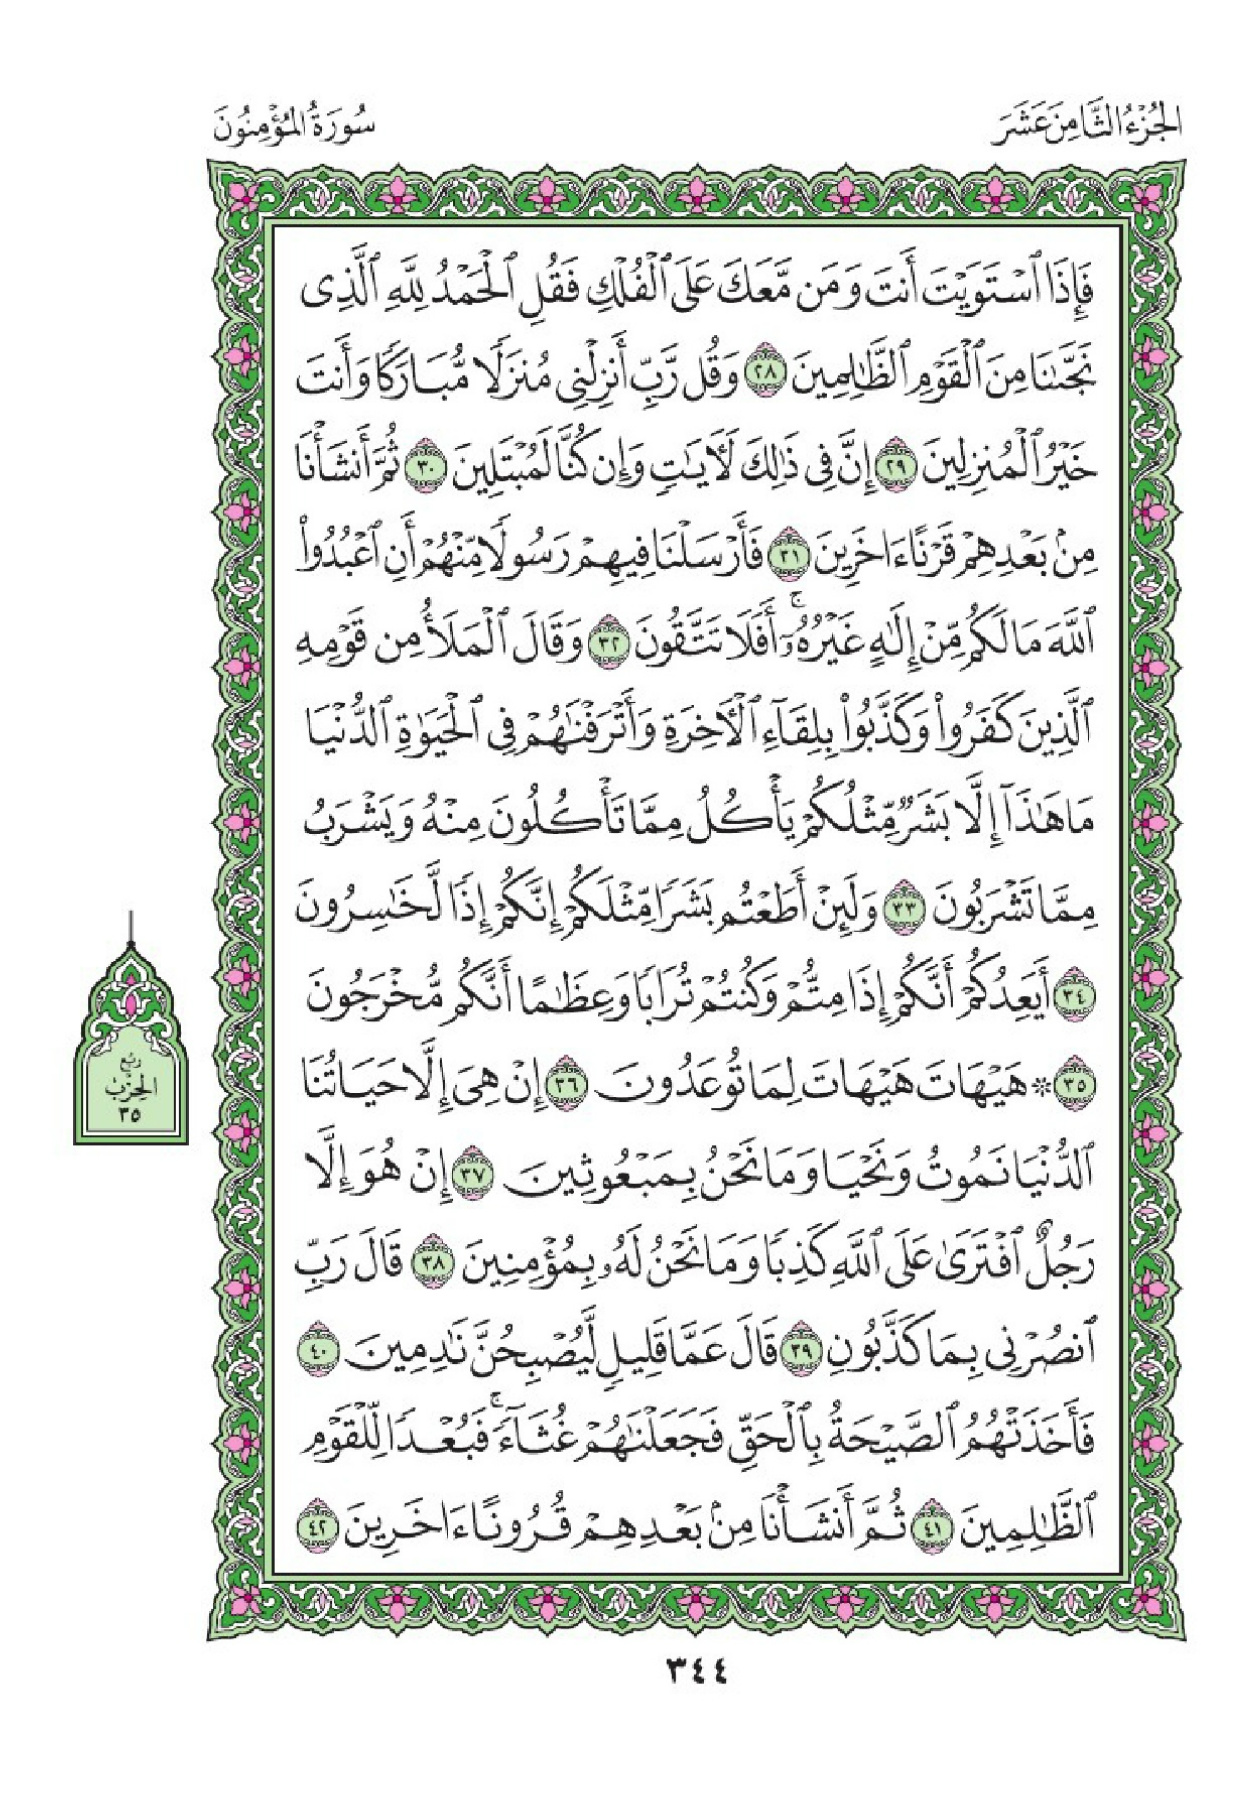 الجُزْءُ الثَّامِنَ عَشَرَ
سُورَةُ المُؤْمِنُونَ
فَإِذَا ٱسْتَوَيْتَ أَنتَ وَمَن مَّعَكَ عَلَى ٱلْفُلْكِ فَقُلِ ٱلْحَمْدُ لِلَّهِ ٱلَّذِى
نَجَّىٰنَا مِنَ ٱلْقَوْمِ ٱلظَّٰلِمِينَ ٢٨ وَقُل رَّبِّ أَنزِلْنِى مُنزَلًا مُّبَارَكًا وَأَنتَ
خَيْرُ ٱلْمُنزِلِينَ ٢٩ إِنَّ فِى ذَٰلِكَ لَأٓيَٰتٍ وَإِن كُنَّا لَمُبْتَلِينَ ٣٠ ثُمَّ أَنشَأْنَا
مِنۢ بَعْدِهِمْ قَرْنًا ءَاخَرِينَ ٣١ فَأَرْسَلْنَا فِيهِمْ رَسُولًا مِّنْهُمْ أَنِ ٱعْبُدُوا۟
ٱللَّهَ مَا لَكُم مِّنْ إِلَٰهٍ غَيْرُهُۥٓ ۚ أَفَلَا تَتَّقُونَ ٣٢ وَقَالَ ٱلْمَلَأُ مِن قَوْمِهِ
ٱلَّذِينَ كَفَرُوا۟ وَكَذَّبُوا۟ بِلِقَآءِ ٱلْأَخِرَةِ وَأَتْرَفْنَٰهُمْ فِى ٱلْحَيَوٰةِ ٱلدُّنْيَا
مَا هَٰذَآ إِلَّا بَشَرٌ مِّثْلُكُمْ يَأْكُلُ مِمَّا تَأْكُلُونَ مِنْهُ وَيَشْرَبُ
مِمَّا تَشْرَبُونَ ٣٣ وَلَئِنْ أَطَعْتُم بَشَرًا مِّثْلَكُمْ إِنَّكُمْ إِذًا لَّخَٰسِرُونَ
٣٤ أَيَعِدُكُمْ أَنَّكُمْ إِذَا مِتُّمْ وَكُنتُمْ تُرَابًا وَعِظَٰمًا أَنَّكُم مُّخْرَجُونَ
٣٥ ۞ هَيْهَاتَ هَيْهَاتَ لِمَا تُوعَدُونَ ٣٦ إِنْ هِىَ إِلَّا حَيَاتُنَا
ٱلدُّنْيَا نَمُوتُ وَنَحْيَا وَمَا نَحْنُ بِمَبْعُوثِينَ ٣٧ إِنْ هُوَ إِلَّا
رَجُلٌ ٱفْتَرَىٰ عَلَى ٱللَّهِ كَذِبًا وَمَا نَحْنُ لَهُۥ بِمُؤْمِنِينَ ٣٨ قَالَ رَبِّ
ٱنصُرْنِى بِمَا كَذَّبُونِ ٣٩ قَالَ عَمَّا قَلِيلٍ لَّيُصْبِحُنَّ نَٰدِمِينَ ٤٠
فَأَخَذَتْهُمُ ٱلصَّيْحَةُ بِٱلْحَقِّ فَجَعَلْنَٰهُمْ غُثَآءً ۚ فَبُعْدًا لِّلْقَوْمِ
ٱلظَّٰلِمِينَ ٤١ ثُمَّ أَنشَأْنَا مِنۢ بَعْدِهِمْ قُرُونًا ءَاخَرِينَ ٤٢
رُبع
الحِزْب
٣٥
٣٤٤